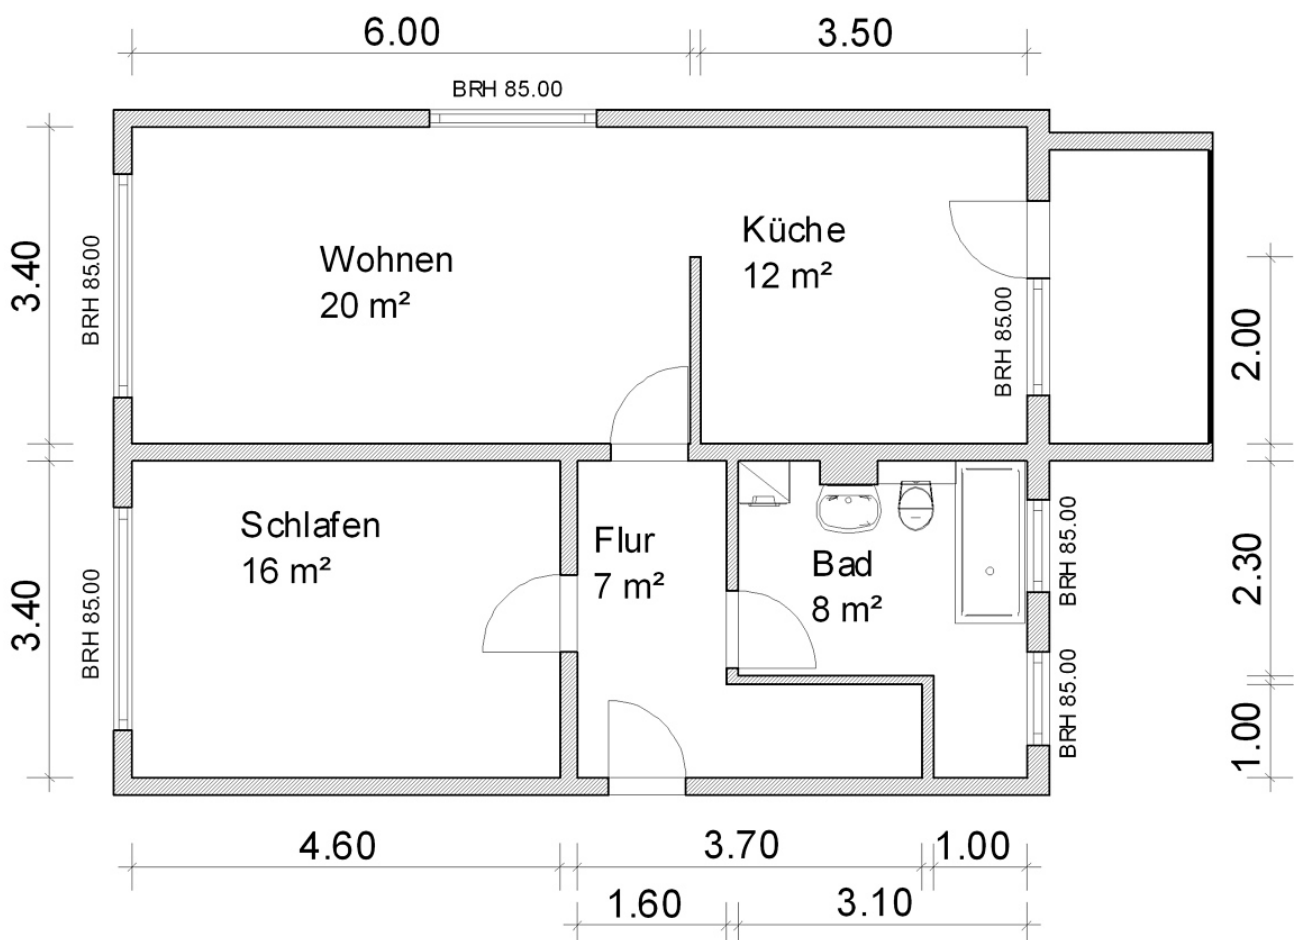 6.00
3.50
BRH 85.00
3.40
BRH 85.00
Wohnen
20 m²
Küche
12 m²
BRH 85.00
2.00
3.40
BRH 85.00
Schlafen
16 m²
Flur
7 m²
Bad
8 m²
BRH 85.00
BRH 85.00
2.30
1.00
4.60
3.70
1.00
1.60
3.10